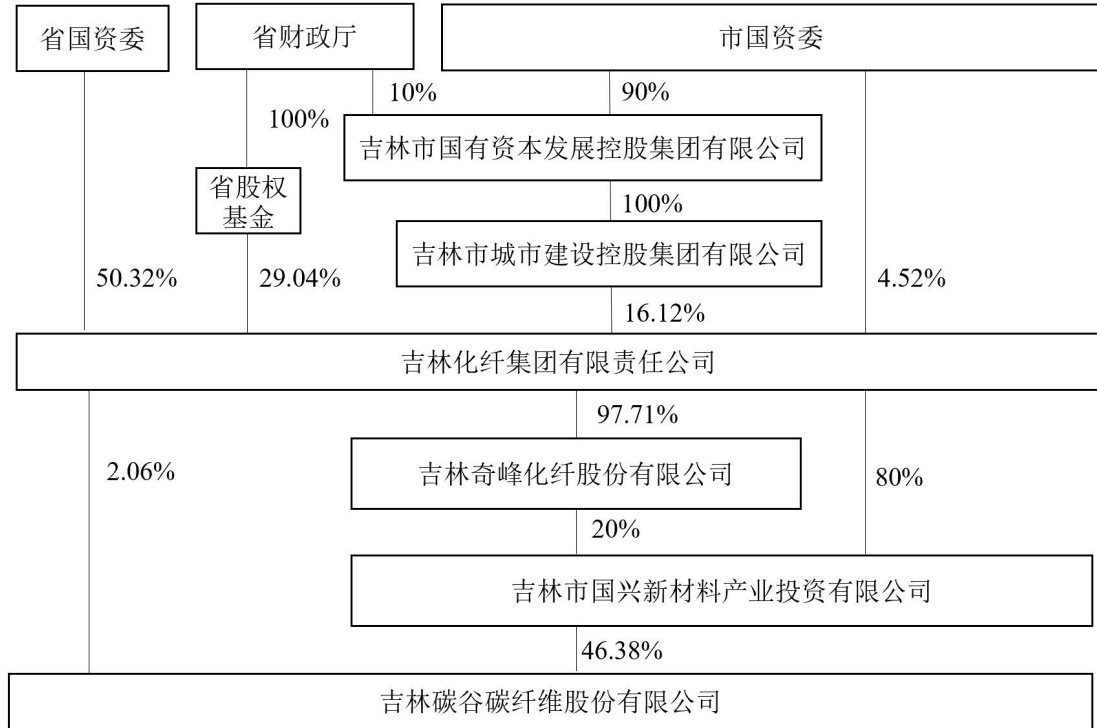 省国资委
省财政厅
市国资委
10%
90%
100%
吉林市国有资本发展控股集团有限公司
省股权
基金
100%
吉林市城市建设控股集团有限公司
50.32%
29.04%
4.52%
16.12%
吉林化纤集团有限责任公司
97.71%
2.06%
吉林奇峰化纤股份有限公司
80%
20%
吉林市国兴新材料产业投资有限公司
46.38%
吉林碳谷碳纤维股份有限公司